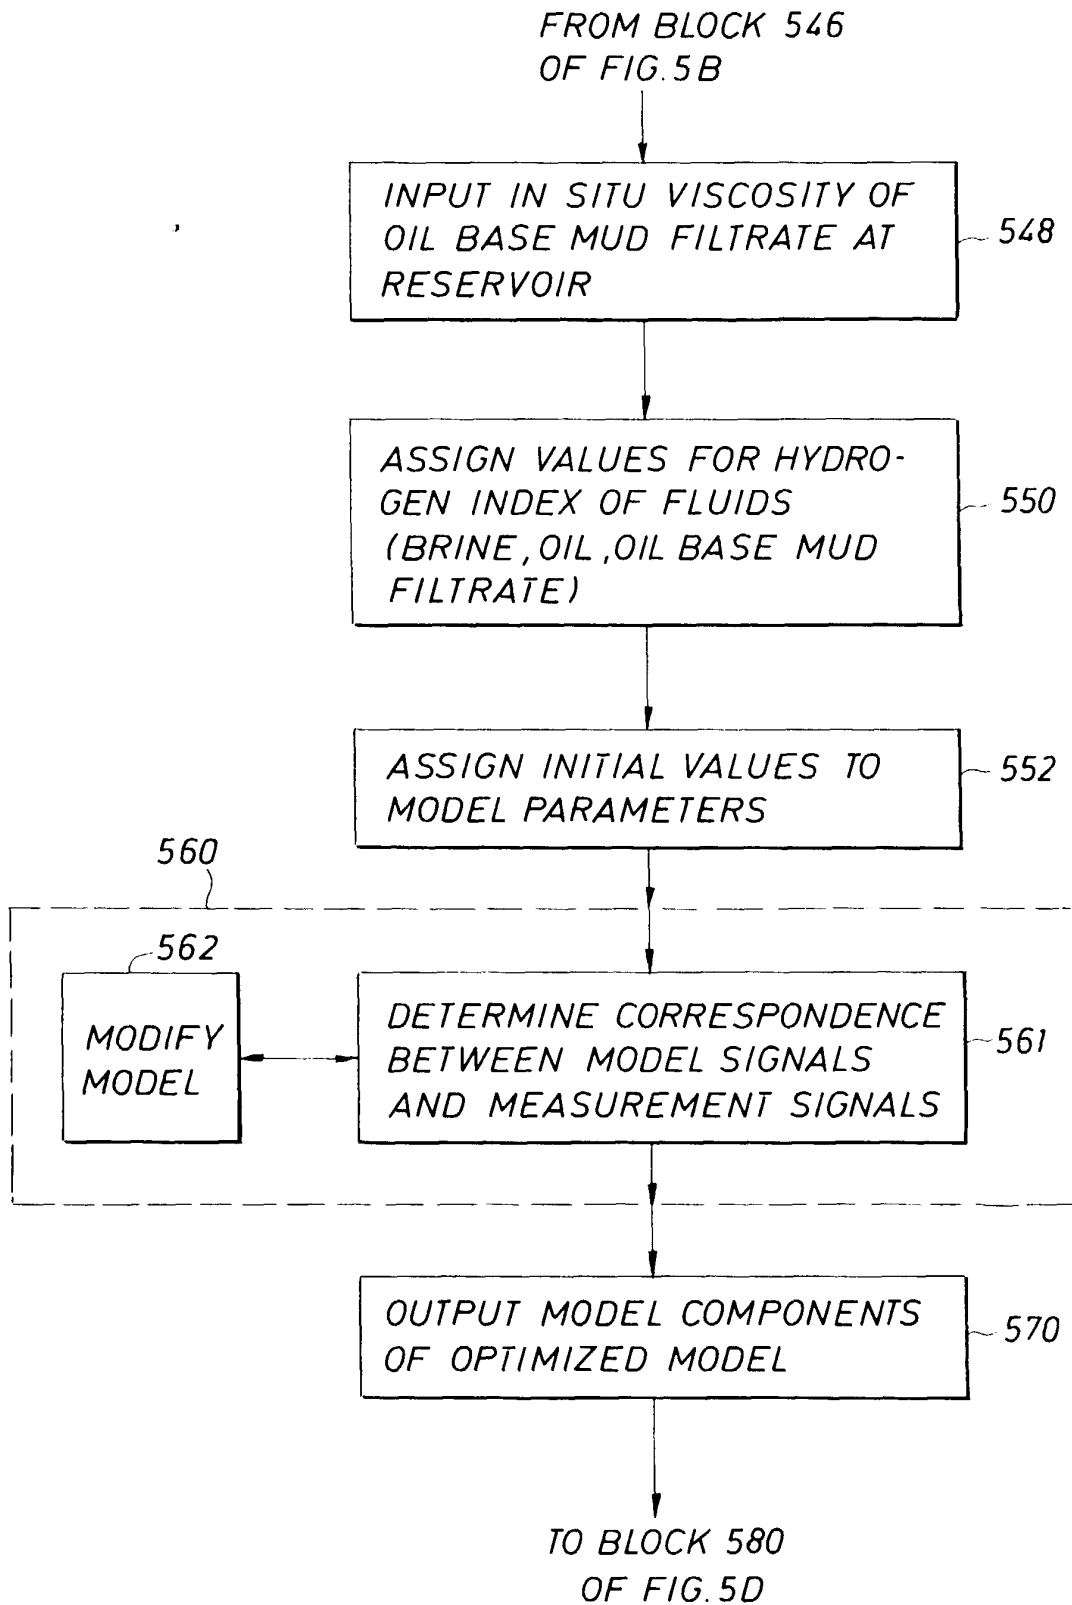 FROM BLOCK 546
OF FIG. 5B
INPUT IN SITU VISCOSITY OF
OIL BASE MUD FILTRATE AT
RESERVOIR
548
ASSIGN VALUES FOR HYDRO-
GEN INDEX OF FLUIDS
(BRINE, OIL, OIL BASE MUD
FILTRATE)
550
ASSIGN INITIAL VALUES TO
MODEL PARAMETERS
552
560
562
MODIFY
MODEL
DETERMINE CORRESPONDENCE
BETWEEN MODEL SIGNALS
AND MEASUREMENT SIGNALS
561
OUTPUT MODEL COMPONENTS
OF OPTIMIZED MODEL
570
TO BLOCK 580
OF FIG. 5D